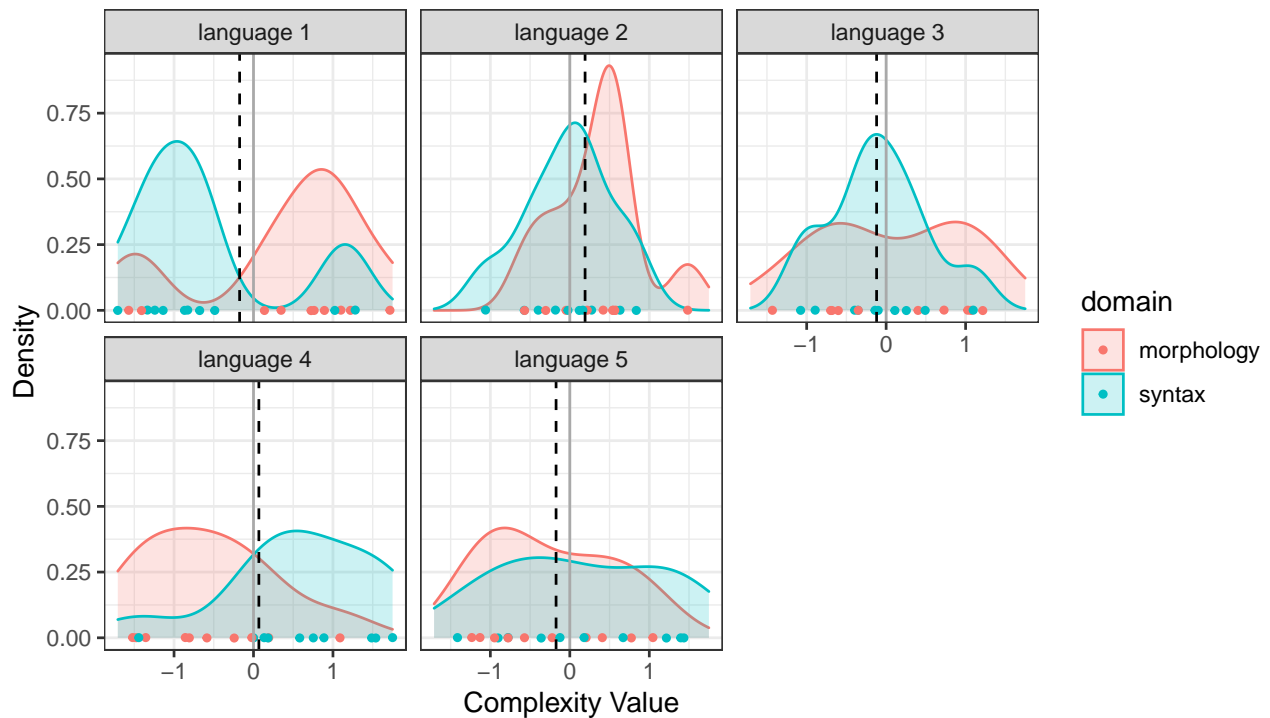 language 1
language 2
language 3
0.75
0.50
0.25
0.00
−1 0 1
language 4
language 5
0.75
0.50
0.25
0.00
−1 0 1
−1 0 1
Density
Complexity Value
domain
morphology
syntax